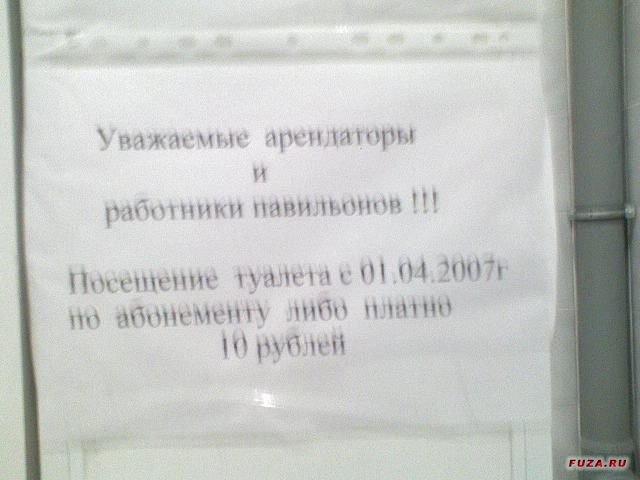 Уважаемые арендаторы
и
работники павильонов !!!
Посещение туалета с 01.04.2007г
по абонементу либо платно
10 рублей
FUZA.RU